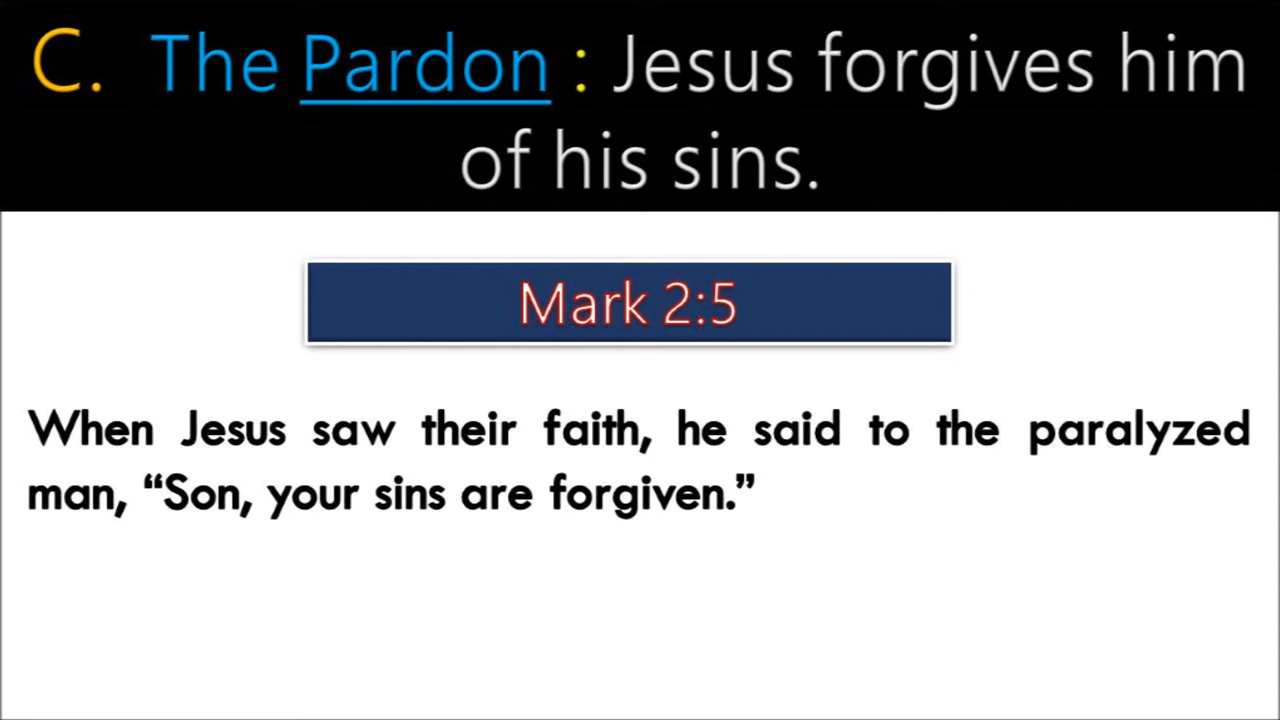 C. The Pardon : Jesus forgives him
of his sins.
Mark 2:5
When Jesus saw their faith, he said to the paralyzed
man, “Son, your sins are forgiven.”